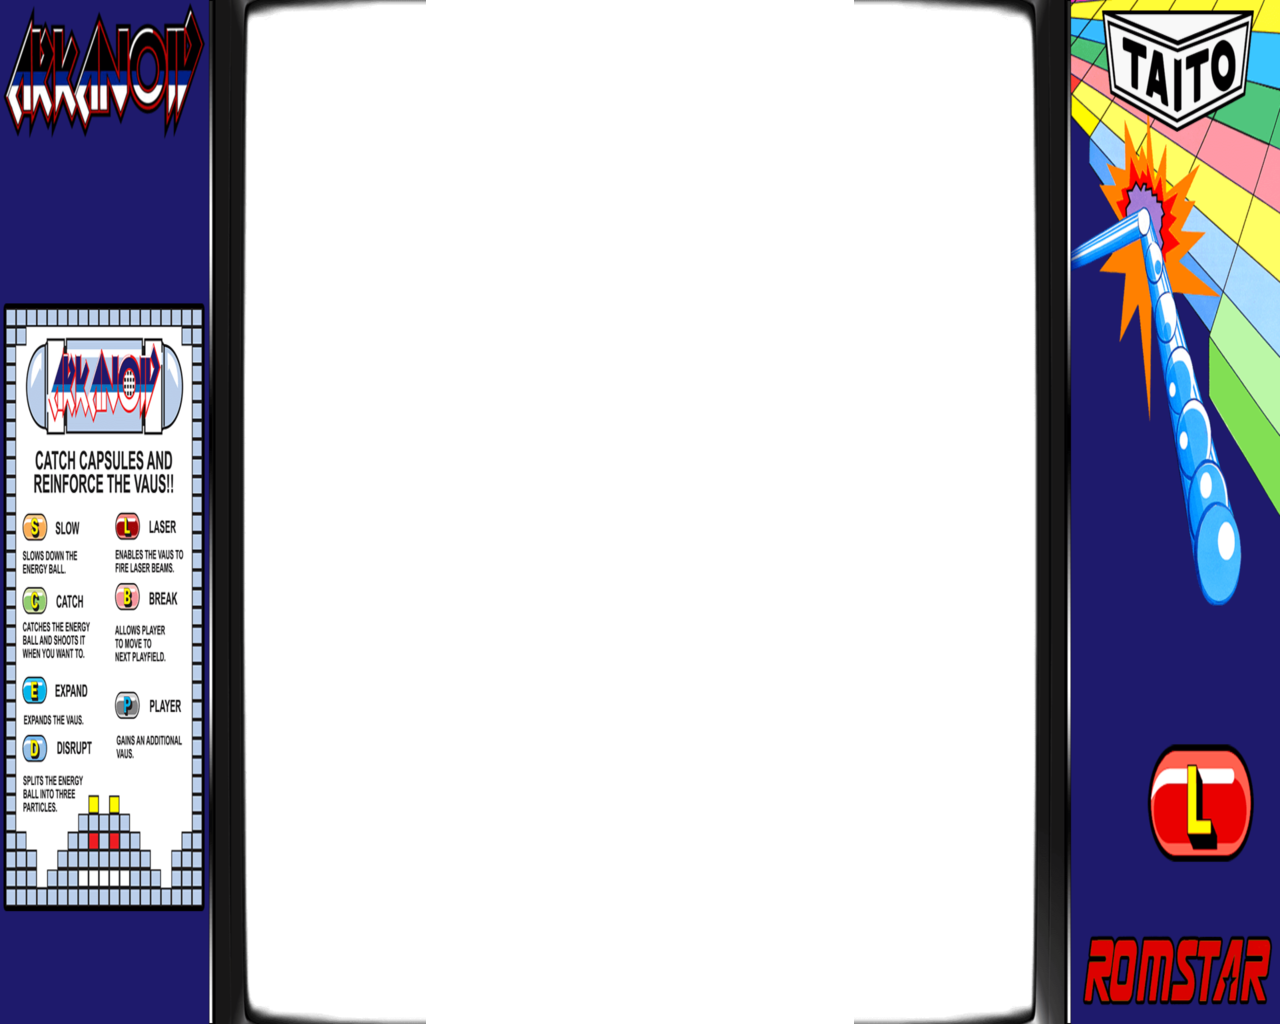 ARKANOID
ARKANOID
CATCH CAPSULES AND
REINFORCE THE VAUS!!
S SLOW
SLOWS DOWN THE
ENERGY BALL.
C CATCH
CATCHES THE ENERGY
BALL AND SHOOTS IT
WHEN YOU WANT TO.
E EXPAND
EXPANDS THE VAUS.
D DISRUPT
SPLITS THE ENERGY
BALL INTO THREE
PARTICLES.
L LASER
ENABLES THE VAUS TO
FIRE LASER BEAMS.
B BREAK
ALLOWS PLAYER
TO MOVE TO
NEXT PLAYFIELD.
P PLAYER
GAINS AN ADDITIONAL
VAUS.
TAITO
L
ROMSTAR